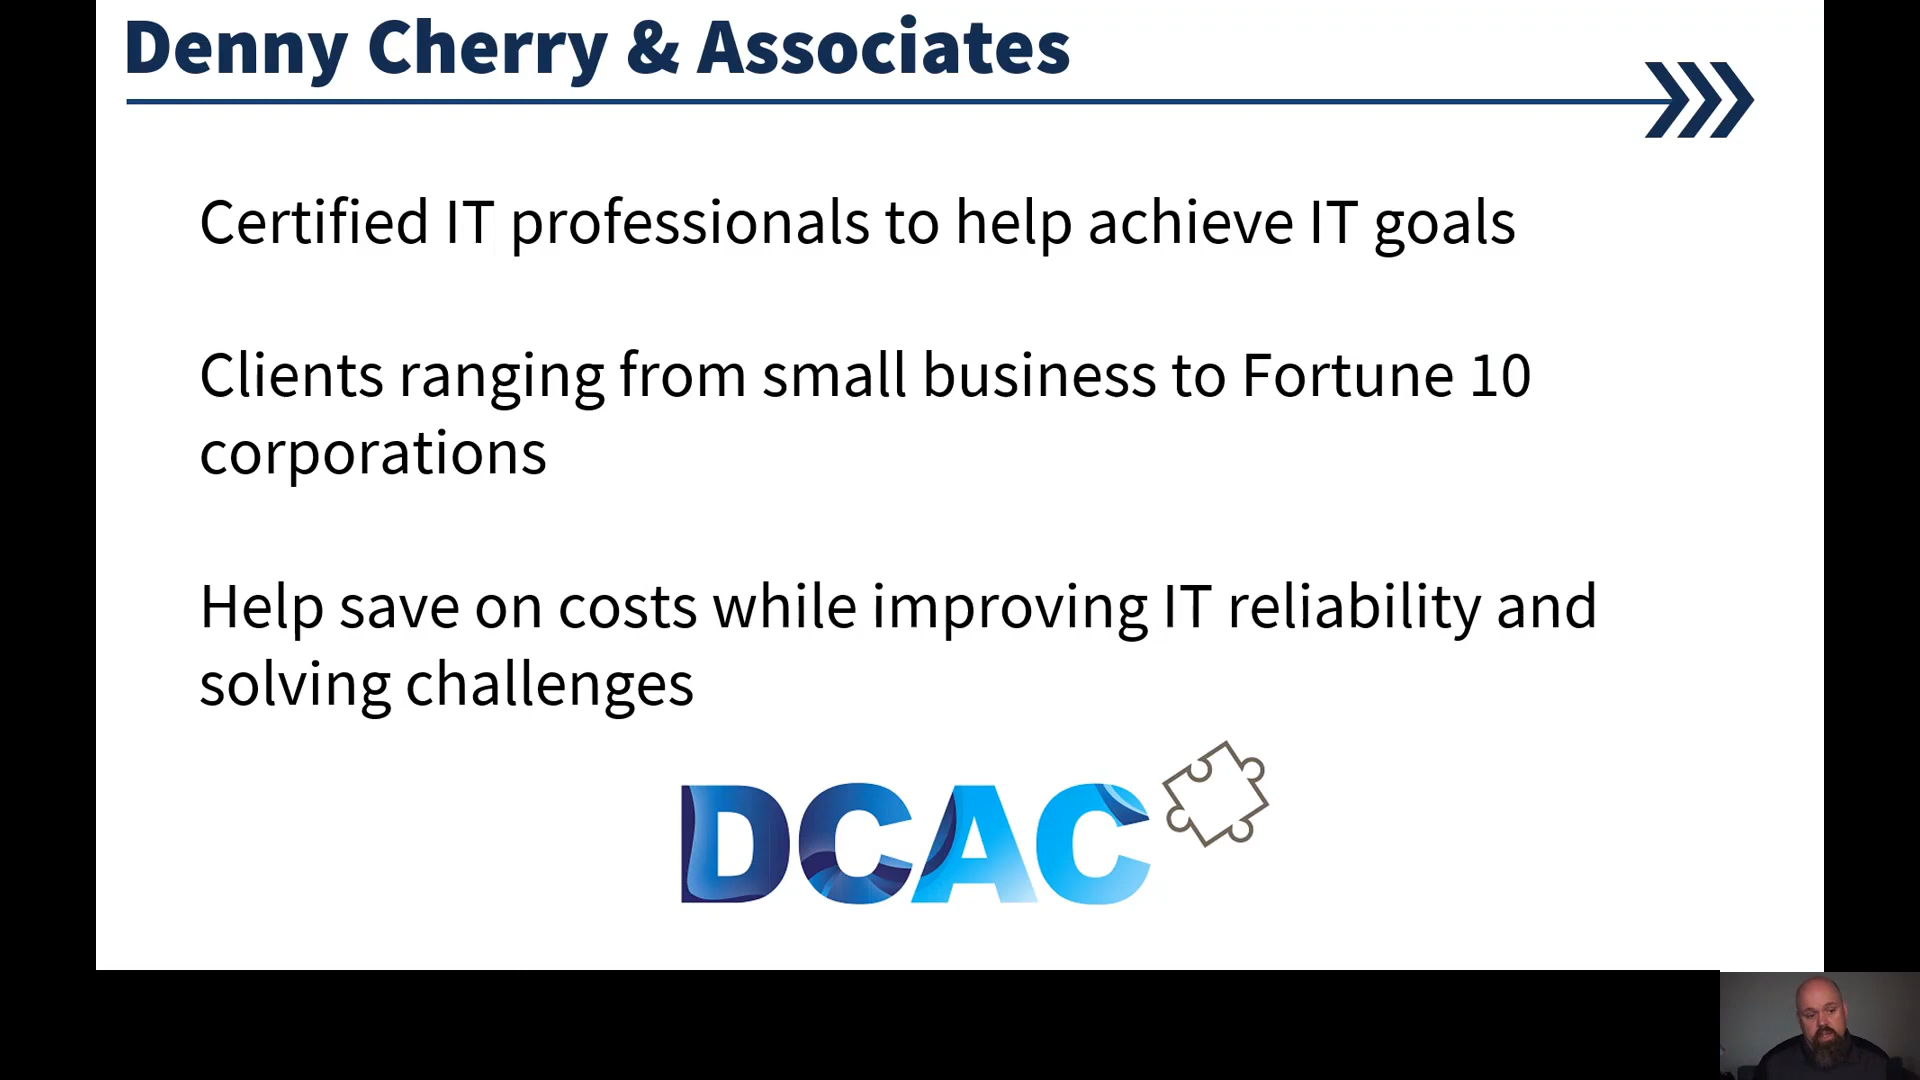 Denny Cherry & Associates
Certified IT professionals to help achieve IT goals
Clients ranging from small business to Fortune 10
corporations
Help save on costs while improving IT reliability and
solving challenges
DCAC